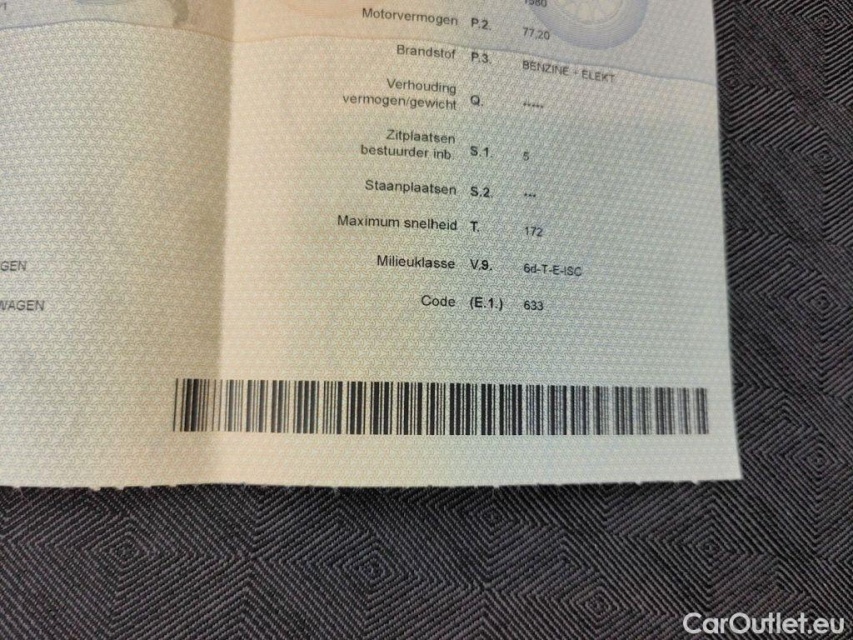 1580
Motorvermogen P.2. 77,20
Brandstof P.3. BENZINE + ELEKT
Verhouding
vermogen/gewicht Q. -----
Zitplaatsen
bestuurder inb. S.1. 5
Staanplaatsen S.2. ---
Maximum snelheid T. 172
GEN
Milieuklasse V.9. 6d-T-E-ISC
WAGEN
Code (E.1.) 633
CarOutlet.eu